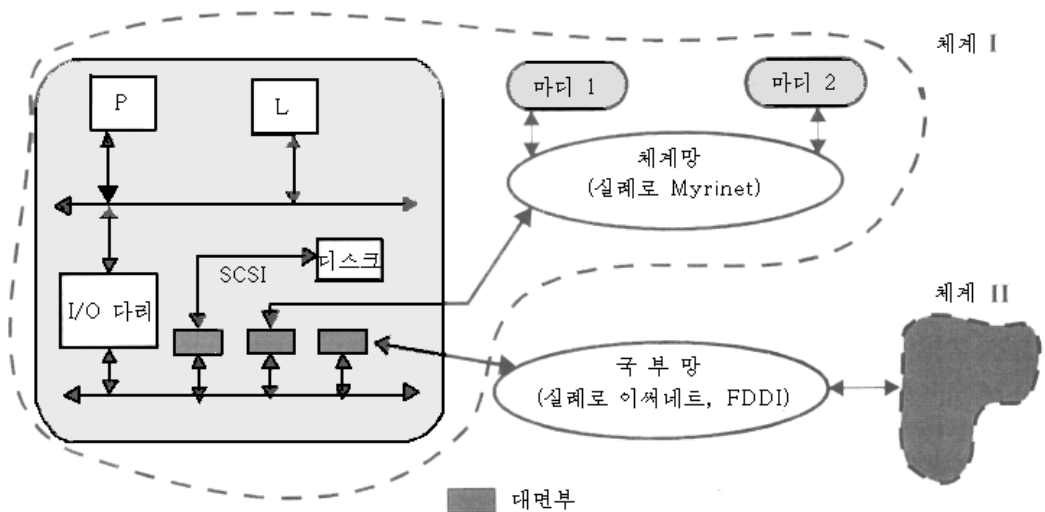 체계 I
P
L
마디 1
마디 2
체계망
(실례로 Myrinet)
디스크
SCSI
I/O 다리
체계 II
국 부 망
(실례로 이써네트, FDDI)
대면부